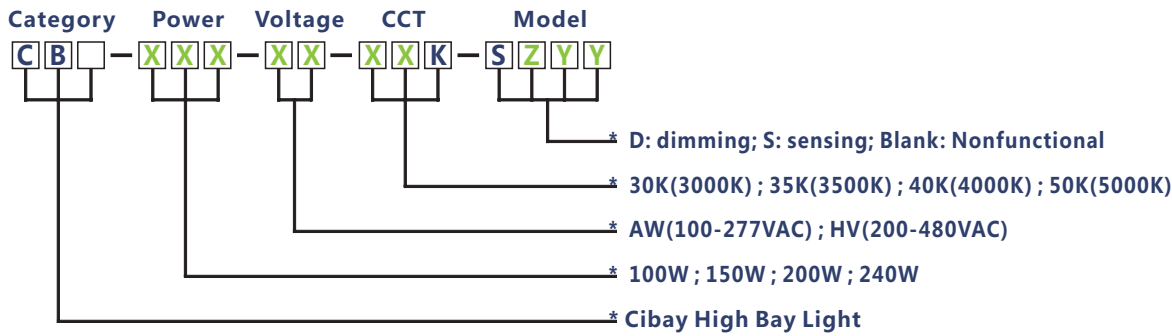 Category Power Voltage CCT Model
C B - X X X - X X - X X K - S Z Y Y
* D: dimming; S: sensing; Blank: Nonfunctional
* 30K(3000K) ; 35K(3500K) ; 40K(4000K) ; 50K(5000K)
* AW(100-277VAC) ; HV(200-480VAC)
* 100W ; 150W ; 200W ; 240W
* Cibay High Bay Light